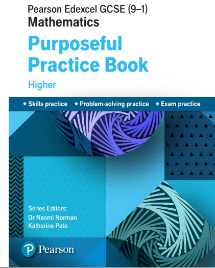 Pearson Edexcel GCSE (9-1)
Mathematics
Purposeful
Practice Book
Higher
Skills practice Problem-solving practice Exam practice
Series Editors:
Dr Naomi Norman
Katherine Pate
Pearson